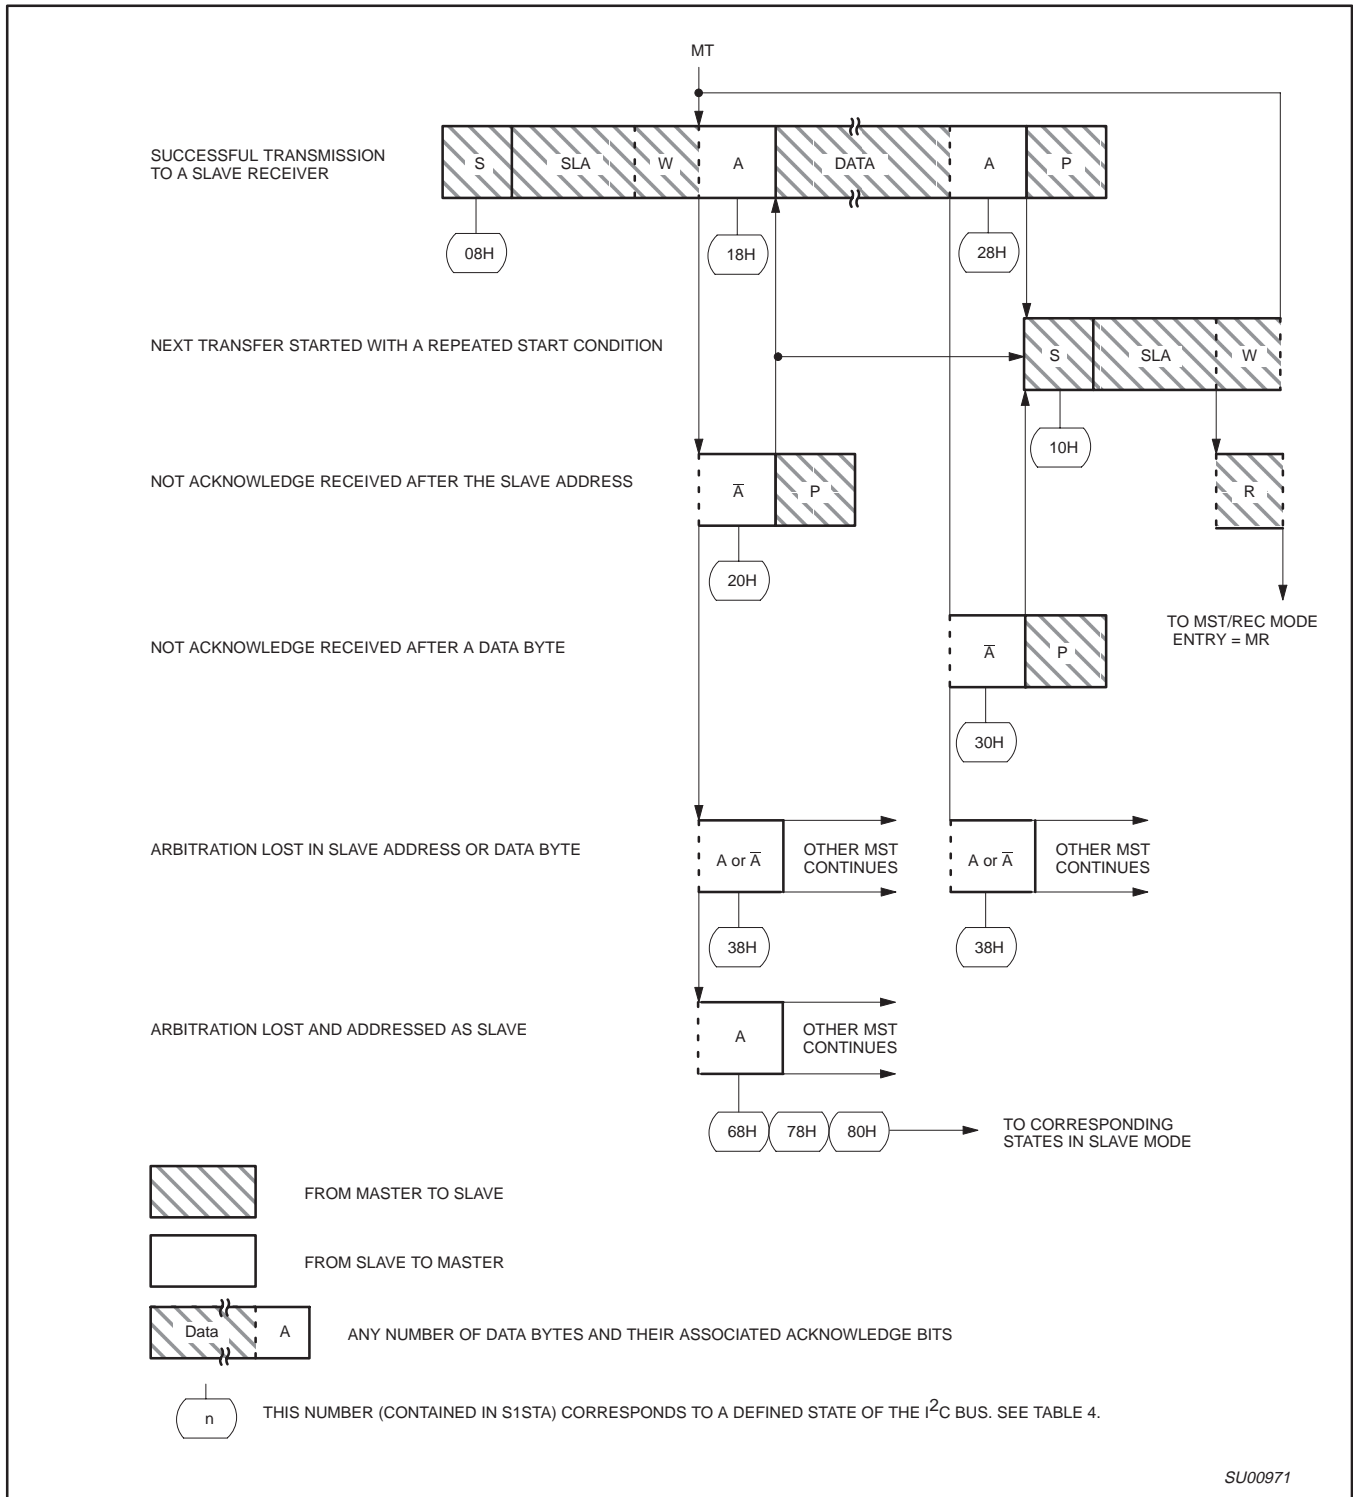 MT
SUCCESSFUL TRANSMISSION
TO A SLAVE RECEIVER
S SLA W A DATA A P
08H 18H 28H
NEXT TRANSFER STARTED WITH A REPEATED START CONDITION
S SLA W
10H
NOT ACKNOWLEDGE RECEIVED AFTER THE SLAVE ADDRESS
A̅ P R
20H
TO MST/REC MODE
ENTRY = MR
NOT ACKNOWLEDGE RECEIVED AFTER A DATA BYTE
A̅ P
30H
ARBITRATION LOST IN SLAVE ADDRESS OR DATA BYTE
A or A̅ OTHER MST
CONTINUES
A or A̅ OTHER MST
CONTINUES
38H 38H
ARBITRATION LOST AND ADDRESSED AS SLAVE
A OTHER MST
CONTINUES
68H 78H 80H
TO CORRESPONDING
STATES IN SLAVE MODE
FROM MASTER TO SLAVE
FROM SLAVE TO MASTER
Data A ANY NUMBER OF DATA BYTES AND THEIR ASSOCIATED ACKNOWLEDGE BITS
n THIS NUMBER (CONTAINED IN S1STA) CORRESPONDS TO A DEFINED STATE OF THE I²C BUS. SEE TABLE 4.
SU00971